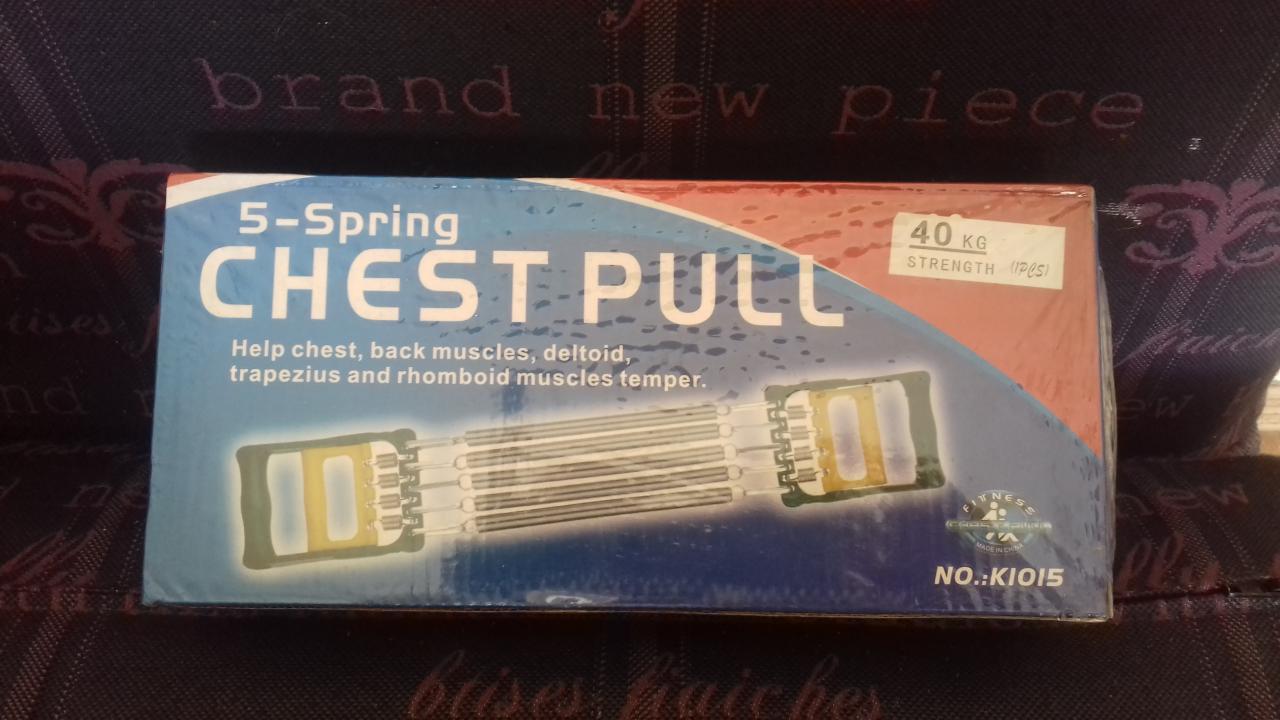 brand new piece
5-Spring
CHEST PULL
40 KG
STRENGTH (1PCS)
Help chest, back muscles, deltoid,
trapezius and rhomboid muscles temper.
FITNESS
MADE IN CHINA
NO.:K1015